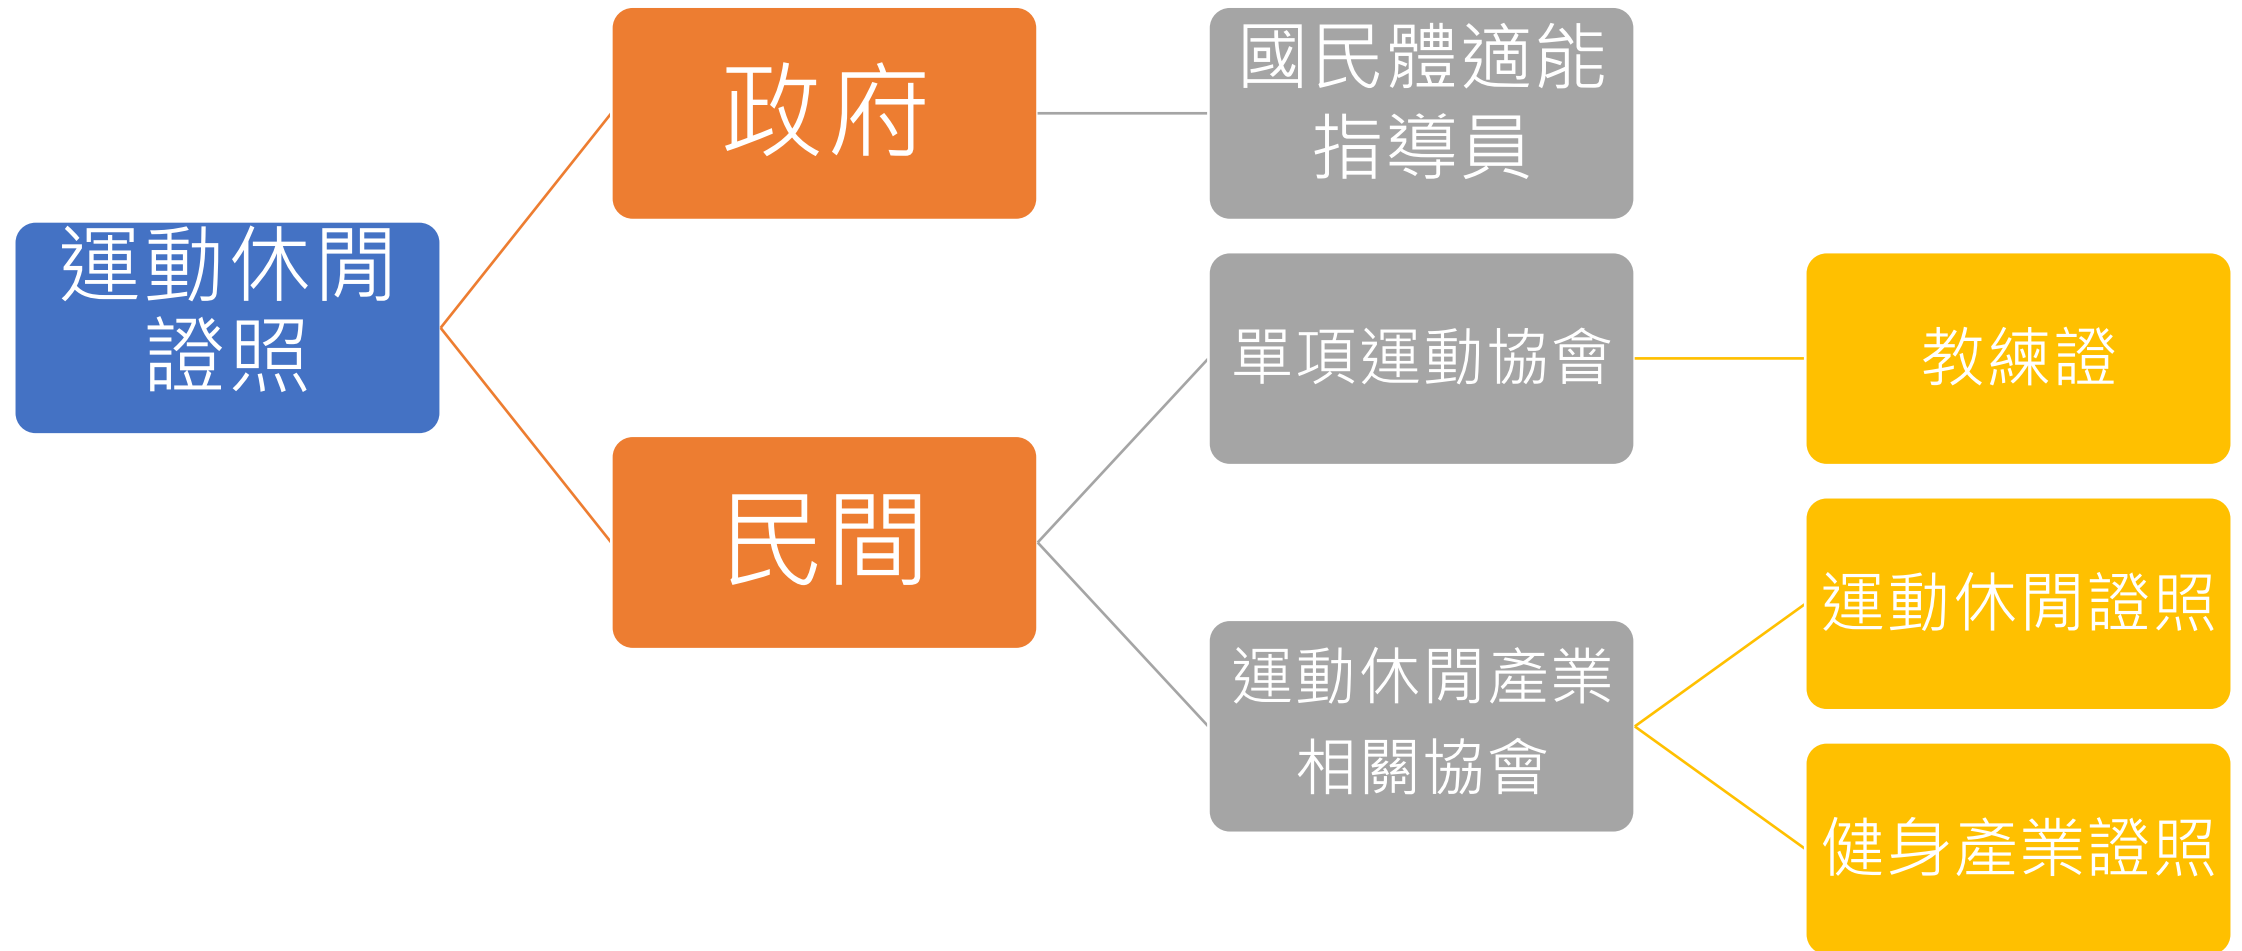 運動休閒
證照
政府
國民體適能
指導員
民間
單項運動協會
教練證
運動休閒產業
相關協會
運動休閒證照
健身產業證照